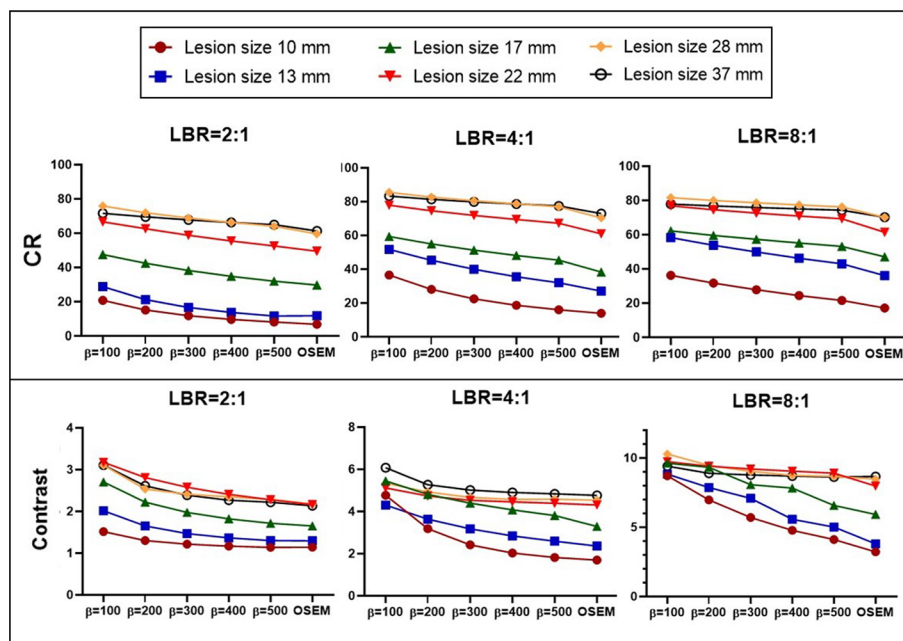 Lesion size 10 mm Lesion size 17 mm Lesion size 28 mm
Lesion size 13 mm Lesion size 22 mm Lesion size 37 mm
LBR=2:1 LBR=4:1 LBR=8:1
CR
100 80 60 40 20 0
β=100 β=200 β=300 β=400 β=500 OSEM
100 80 60 40 20 0
β=100 β=200 β=300 β=400 β=500 OSEM
100 80 60 40 20 0
β=100 β=200 β=300 β=400 β=500 OSEM
LBR=2:1 LBR=4:1 LBR=8:1
Contrast
4 3 2 1 0
β=100 β=200 β=300 β=400 β=500 OSEM
6 4 2 0
β=100 β=200 β=300 β=400 β=500 OSEM
10 5 0
β=100 β=200 β=300 β=400 β=500 OSEM